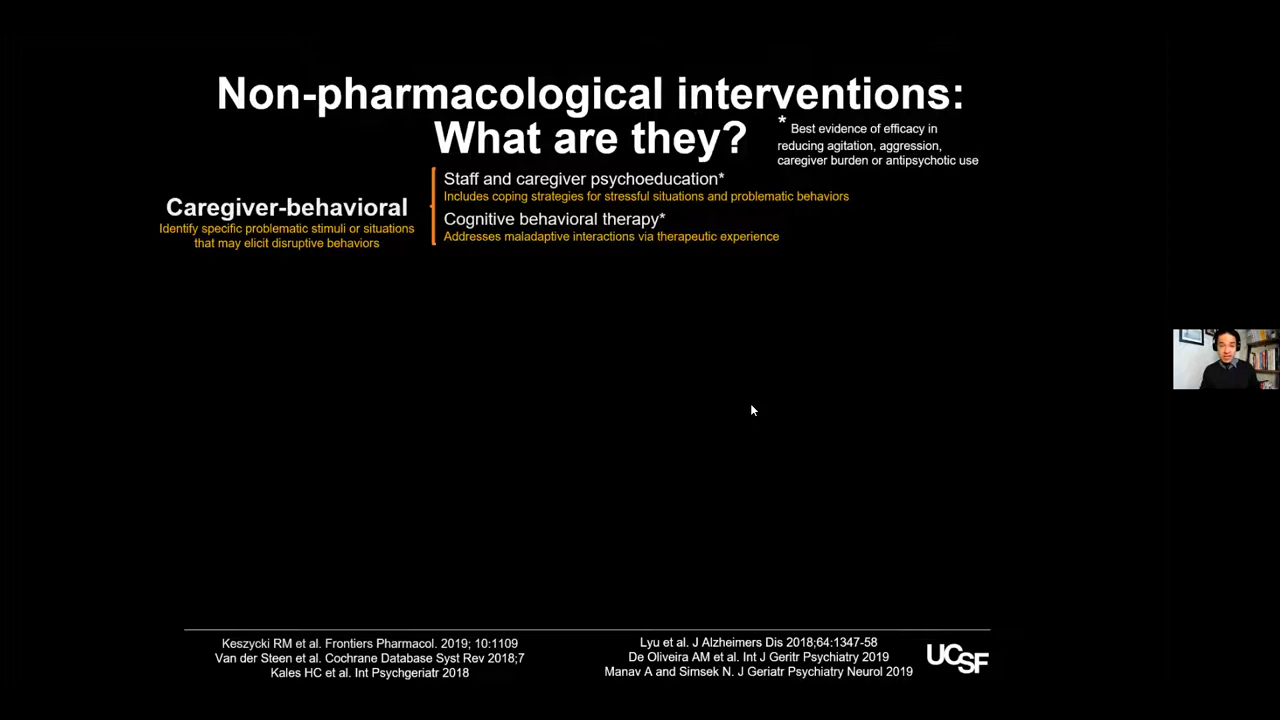 Non-pharmacological interventions:
What are they?
* Best evidence of efficacy in
reducing agitation, aggression,
caregiver burden or antipsychotic use
Caregiver-behavioral
Identify specific problematic stimuli or situations
that may elicit disruptive behaviors
Staff and caregiver psychoeducation*
Includes coping strategies for stressful situations and problematic behaviors
Cognitive behavioral therapy*
Addresses maladaptive interactions via therapeutic experience
Keszycki RM et al. Frontiers Pharmacol. 2019; 10:1109
Van der Steen et al. Cochrane Database Syst Rev 2018;7
Kales HC et al. Int Psychgeriatr 2018
Lyu et al. J Alzheimers Dis 2018;64:1347-58
De Oliveira AM et al. Int J Geritr Psychiatry 2019
Manav A and Simsek N. J Geriatr Psychiatry Neurol 2019
UCSF